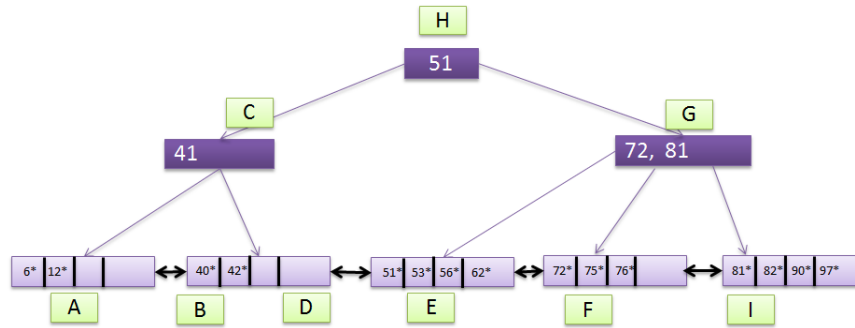 H
51
C
G
41
72, 81
6* 12*
40* 42*
51* 53* 56* 62*
72* 75* 76*
81* 82* 90* 97*
A
B
D
E
F
I